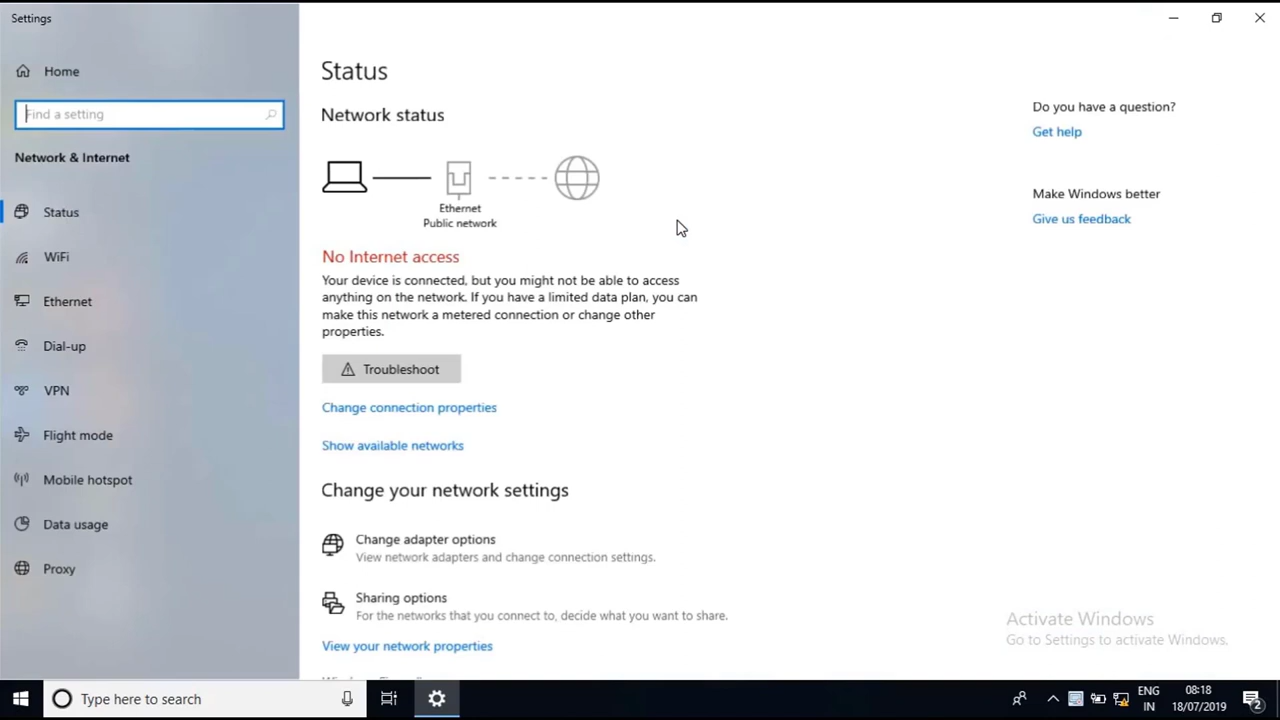 Settings
Home
Find a setting
Network & Internet
Status
WiFi
Ethernet
Dial-up
VPN
Flight mode
Mobile hotspot
Data usage
Proxy
Status
Network status
Ethernet
Public network
No Internet access
Your device is connected, but you might not be able to access
anything on the network. If you have a limited data plan, you can
make this network a metered connection or change other
properties.
Troubleshoot
Change connection properties
Show available networks
Change your network settings
Change adapter options
View network adapters and change connection settings.
Sharing options
For the networks that you connect to, decide what you want to share.
View your network properties
Do you have a question?
Get help
Make Windows better
Give us feedback
Activate Windows
Go to Settings to activate Windows.
Type here to search
ENG
IN
08:18
18/07/2019
2